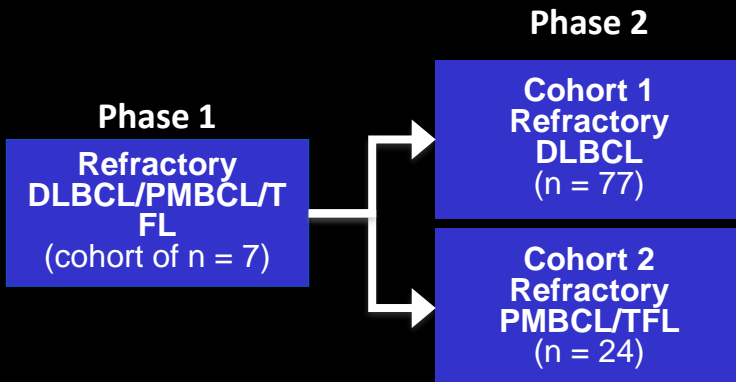 Phase 1
Refractory
DLBCL/PMBCL/T
FL
(cohort of n = 7)
Phase 2
Cohort 1
Refractory
DLBCL
(n = 77)
Cohort 2
Refractory
PMBCL/TFL
(n = 24)